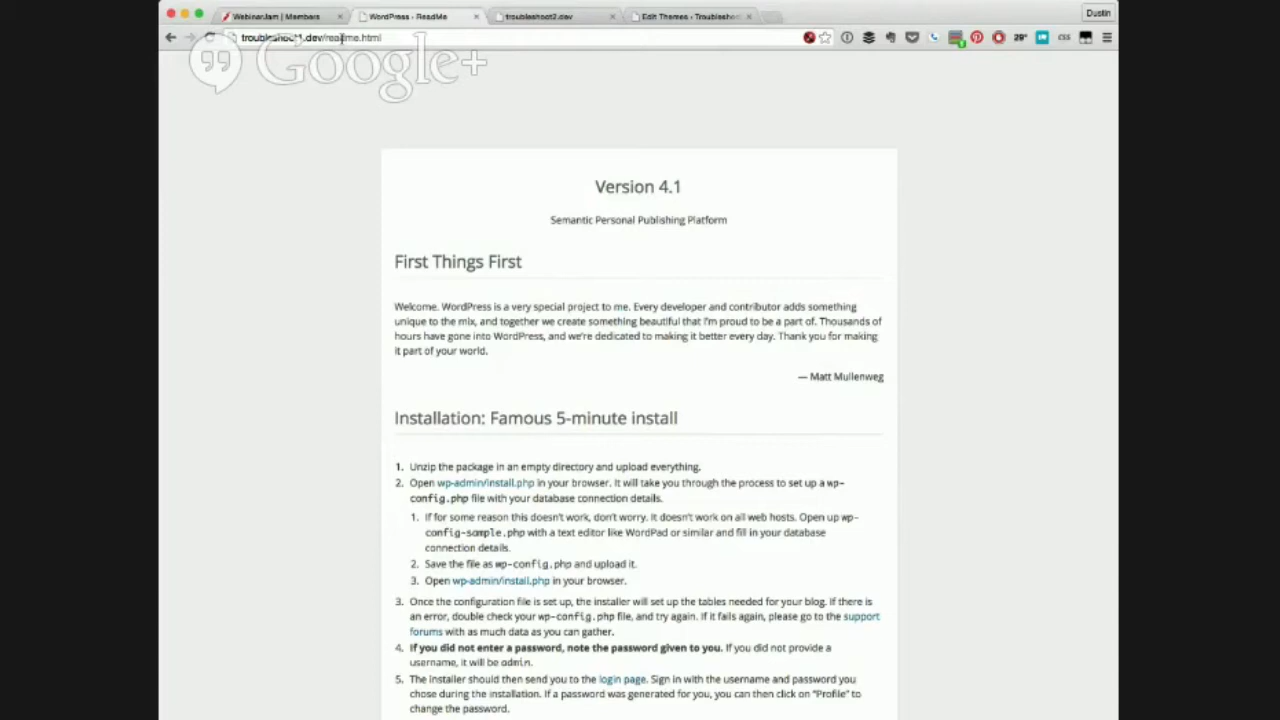 WebinarJam | Members
WordPress › ReadMe
troubleshoot2.dev
Edit Themes ‹ Troubleshoo
Dustin
troubleshoot1.dev/readme.html
28°
CSS
Google+
Version 4.1
Semantic Personal Publishing Platform
First Things First
Welcome. WordPress is a very special project to me. Every developer and contributor adds something
unique to the mix, and together we create something beautiful that I'm proud to be a part of. Thousands of
hours have gone into WordPress, and we're dedicated to making it better every day. Thank you for making
it part of your world.
— Matt Mullenweg
Installation: Famous 5-minute install
1. Unzip the package in an empty directory and upload everything.
2. Open wp-admin/install.php in your browser. It will take you through the process to set up a wp-
config.php file with your database connection details.
1. If for some reason this doesn't work, don't worry. It doesn't work on all web hosts. Open up wp-
config-sample.php with a text editor like WordPad or similar and fill in your database
connection details.
2. Save the file as wp-config.php and upload it.
3. Open wp-admin/install.php in your browser.
3. Once the configuration file is set up, the installer will set up the tables needed for your blog. If there is
an error, double check your wp-config.php file, and try again. If it fails again, please go to the support
forums with as much data as you can gather.
4. If you did not enter a password, note the password given to you. If you did not provide a
username, it will be admin.
5. The installer should then send you to the login page. Sign in with the username and password you
chose during the installation. If a password was generated for you, you can then click on "Profile" to
change the password.